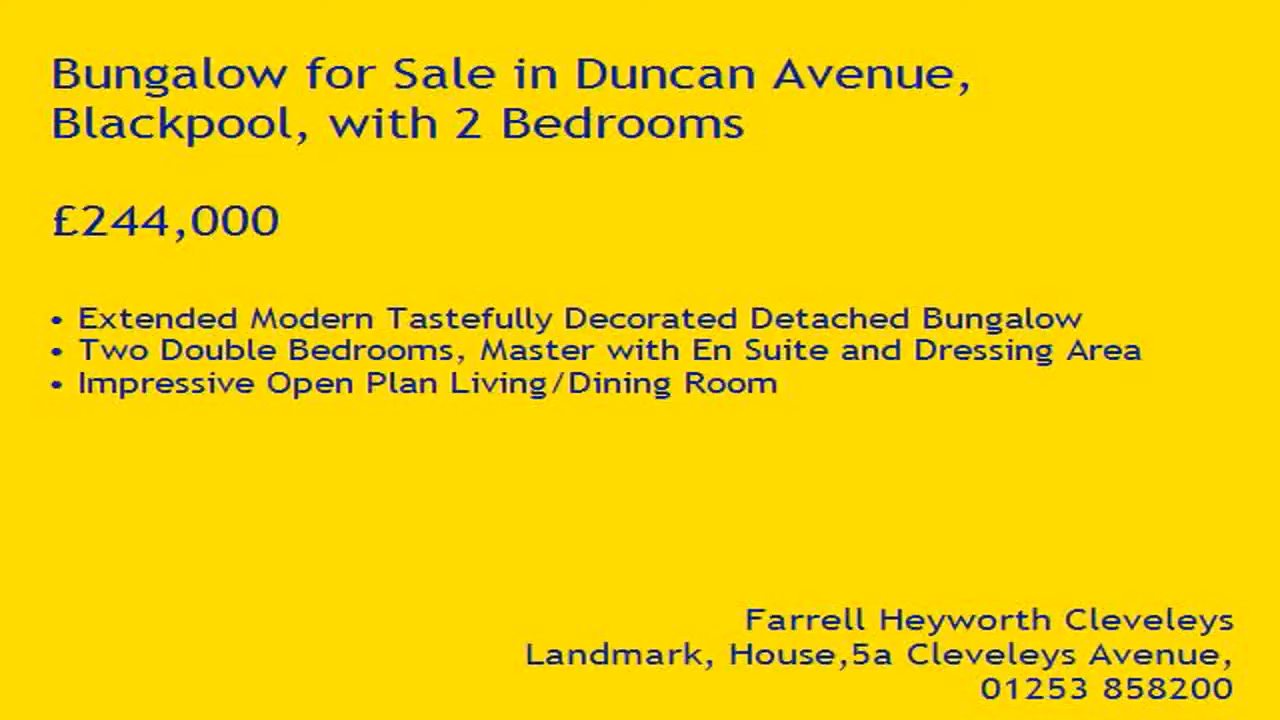 Bungalow for Sale in Duncan Avenue,
Blackpool, with 2 Bedrooms
£244,000
• Extended Modern Tastefully Decorated Detached Bungalow
• Two Double Bedrooms, Master with En Suite and Dressing Area
• Impressive Open Plan Living/Dining Room
Farrell Heyworth Cleveleys
Landmark, House,5a Cleveleys Avenue,
01253 858200